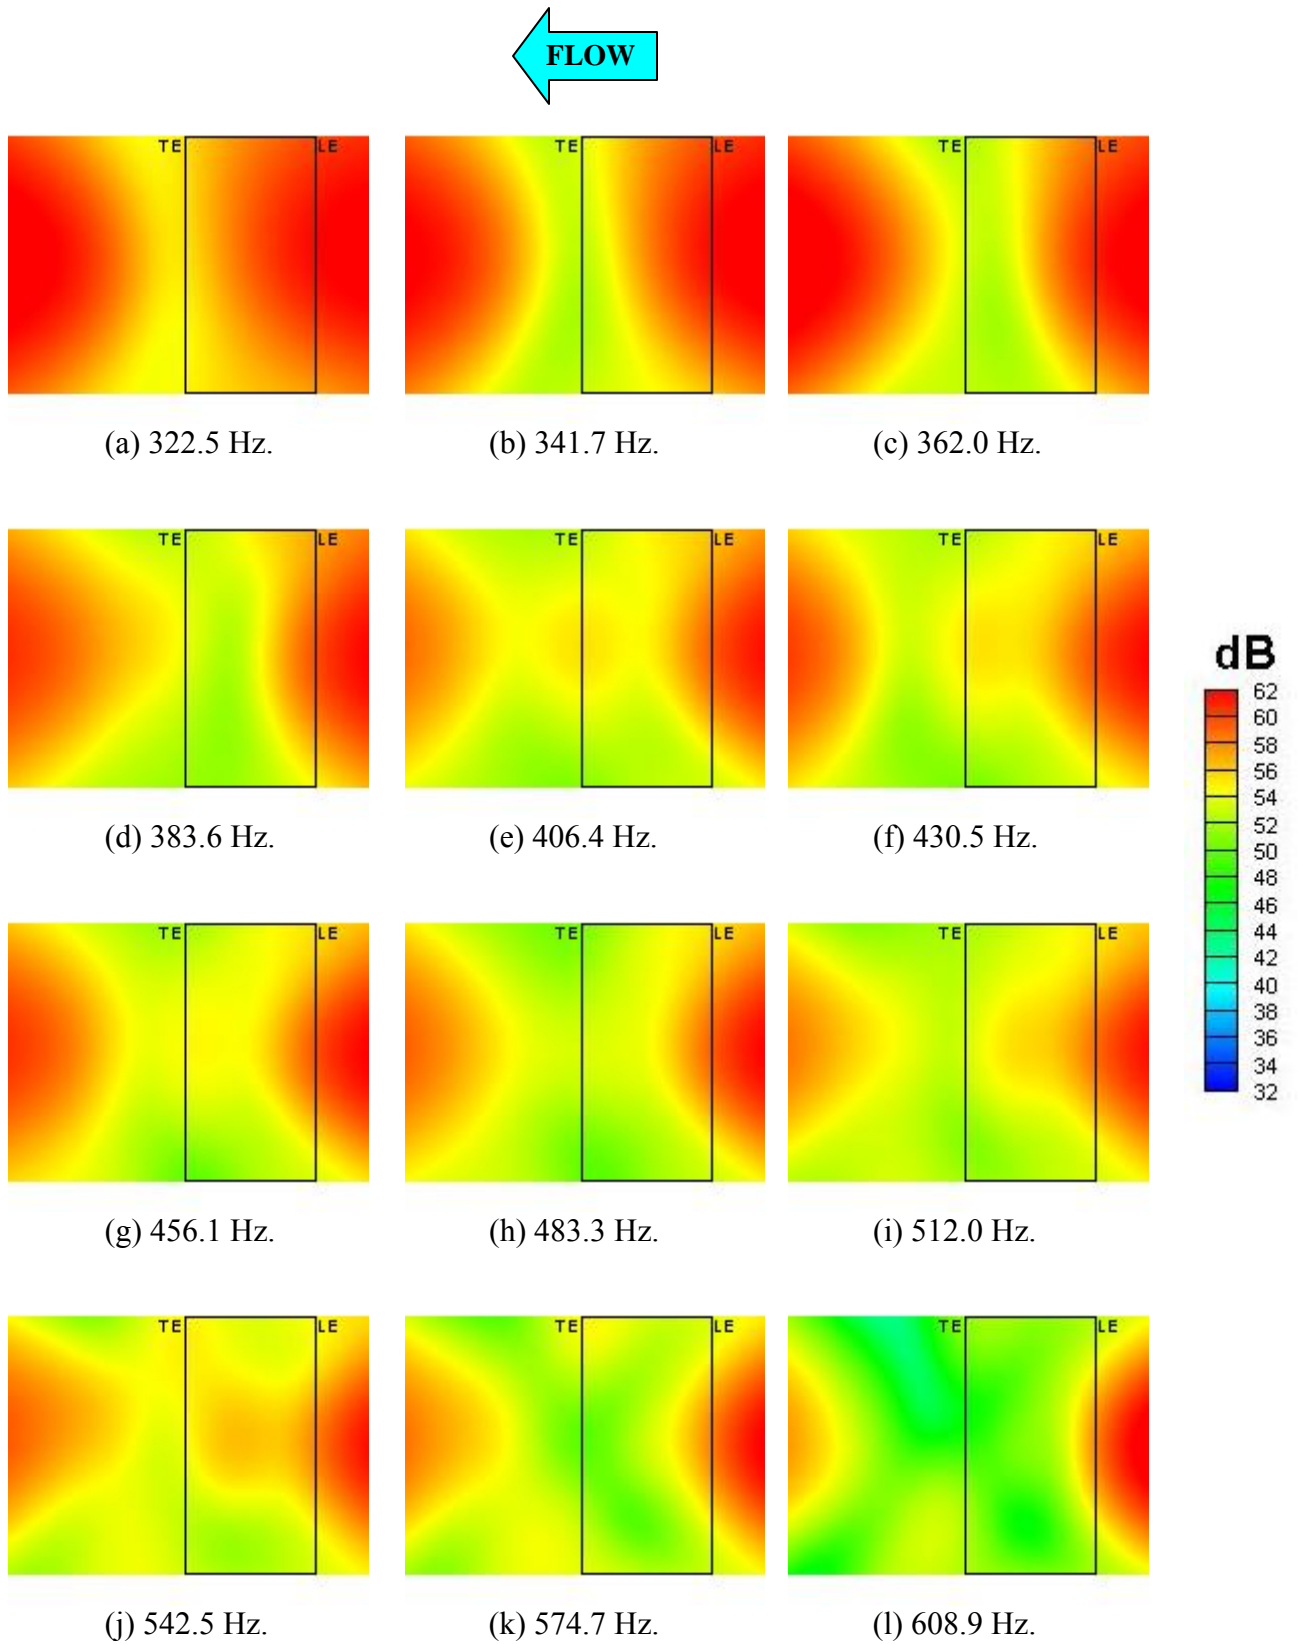 FLOW
TE LE TE LE TE LE
(a) 322.5 Hz. (b) 341.7 Hz. (c) 362.0 Hz.
TE LE TE LE TE LE
(d) 383.6 Hz. (e) 406.4 Hz. (f) 430.5 Hz.
dB
62
60
58
56
54
52
50
48
46
44
42
40
38
36
34
32
TE LE TE LE TE LE
(g) 456.1 Hz. (h) 483.3 Hz. (i) 512.0 Hz.
TE LE TE LE TE LE
(j) 542.5 Hz. (k) 574.7 Hz. (l) 608.9 Hz.